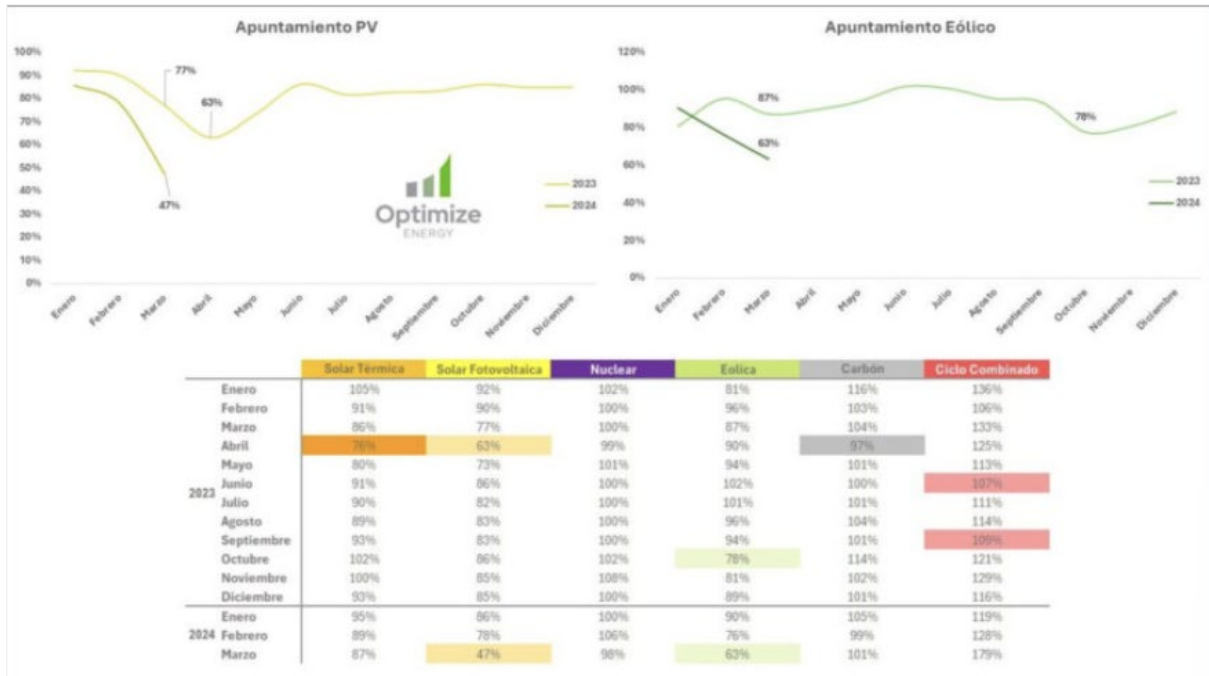 Apuntamiento PV
100%
90%
80%
70%
60%
50%
40%
30%
20%
10%
0%
77%
63%
47%
2023
2024
Optimize
ENERGY
Enero
Febrero
Marzo
Abril
Mayo
Junio
Julio
Agosto
Septiembre
Octubre
Noviembre
Diciembre
Apuntamiento Eólico
120%
100%
80%
60%
40%
20%
0%
87%
63%
78%
2023
2024
Enero
Febrero
Marzo
Abril
Mayo
Junio
Julio
Agosto
Septiembre
Octubre
Noviembre
Diciembre
Solar Térmica Solar Fotovoltaica Nuclear Eolica Carbón Ciclo Combinado
Enero 105% 92% 102% 81% 116% 136%
Febrero 91% 90% 100% 96% 103% 106%
Marzo 86% 77% 100% 87% 104% 133%
Abril 76% 63% 99% 90% 97% 125%
Mayo 80% 73% 101% 94% 101% 113%
2023 Junio 91% 86% 100% 102% 100% 107%
Julio 90% 82% 100% 101% 101% 111%
Agosto 89% 83% 100% 96% 104% 114%
Septiembre 93% 83% 100% 94% 101% 109%
Octubre 102% 86% 102% 78% 114% 121%
Noviembre 100% 85% 108% 81% 102% 129%
Diciembre 93% 85% 100% 89% 101% 116%
Enero 95% 86% 100% 90% 105% 119%
2024 Febrero 89% 78% 106% 76% 99% 128%
Marzo 87% 47% 98% 63% 101% 179%